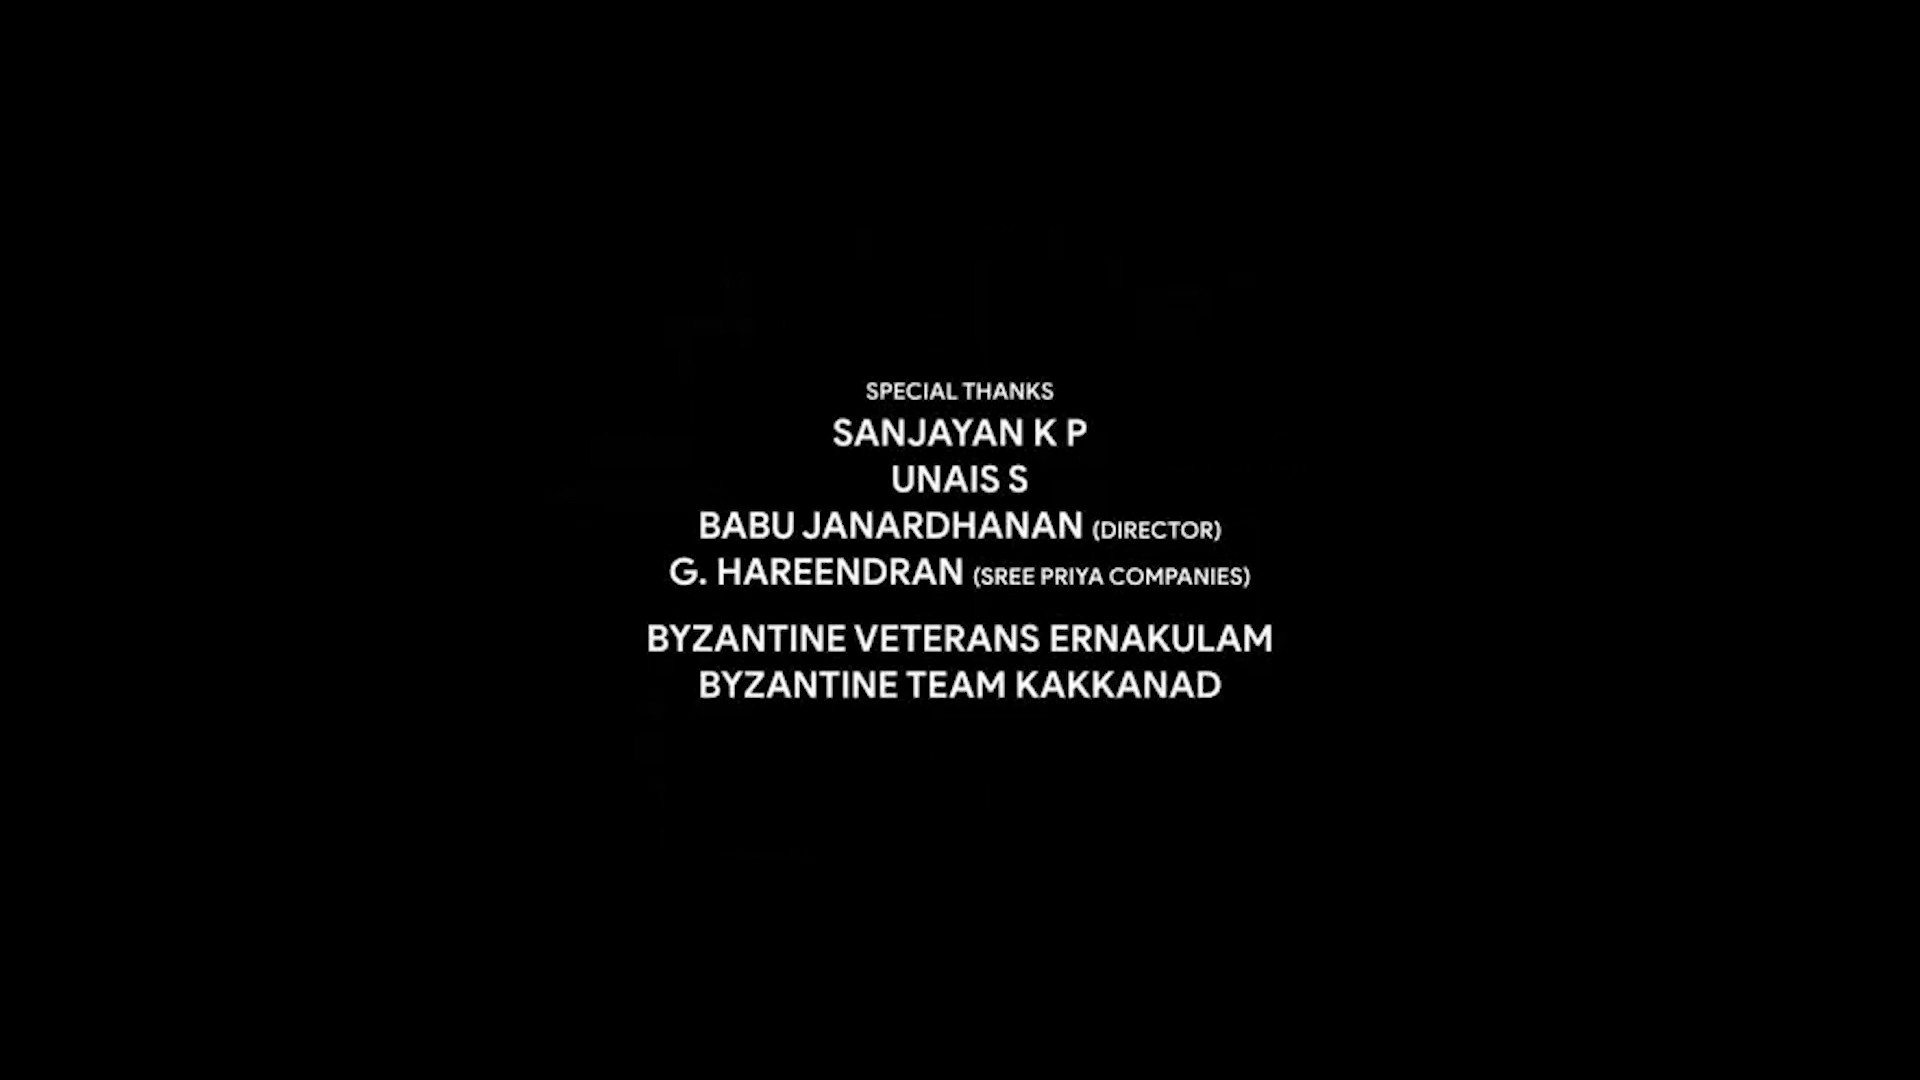 SPECIAL THANKS
SANJAYAN K P
UNAIS S
BABU JANARDHANAN (DIRECTOR)
G. HAREENDRAN (SREE PRIYA COMPANIES)
BYZANTINE VETERANS ERNAKULAM
BYZANTINE TEAM KAKKANAD